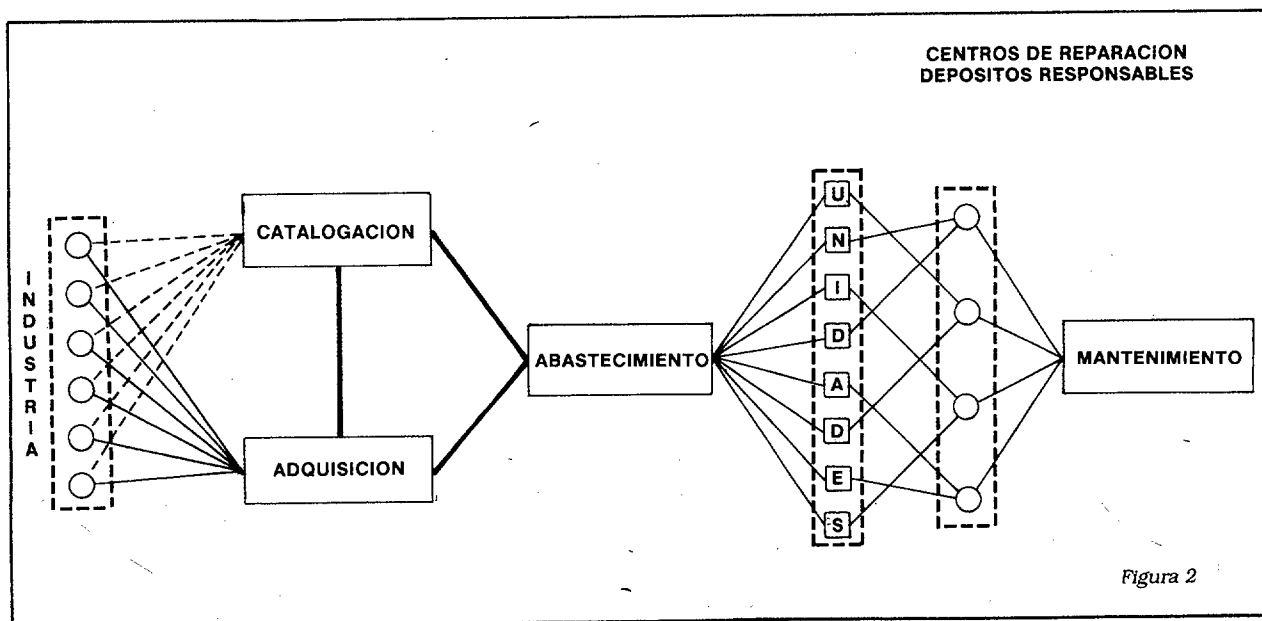 CENTROS DE REPARACION
DEPOSITOS RESPONSABLES
INDUSTRIA
CATALOGACION
ADQUISICION
ABASTECIMIENTO
UNIDADES
MANTENIMIENTO
Figura 2